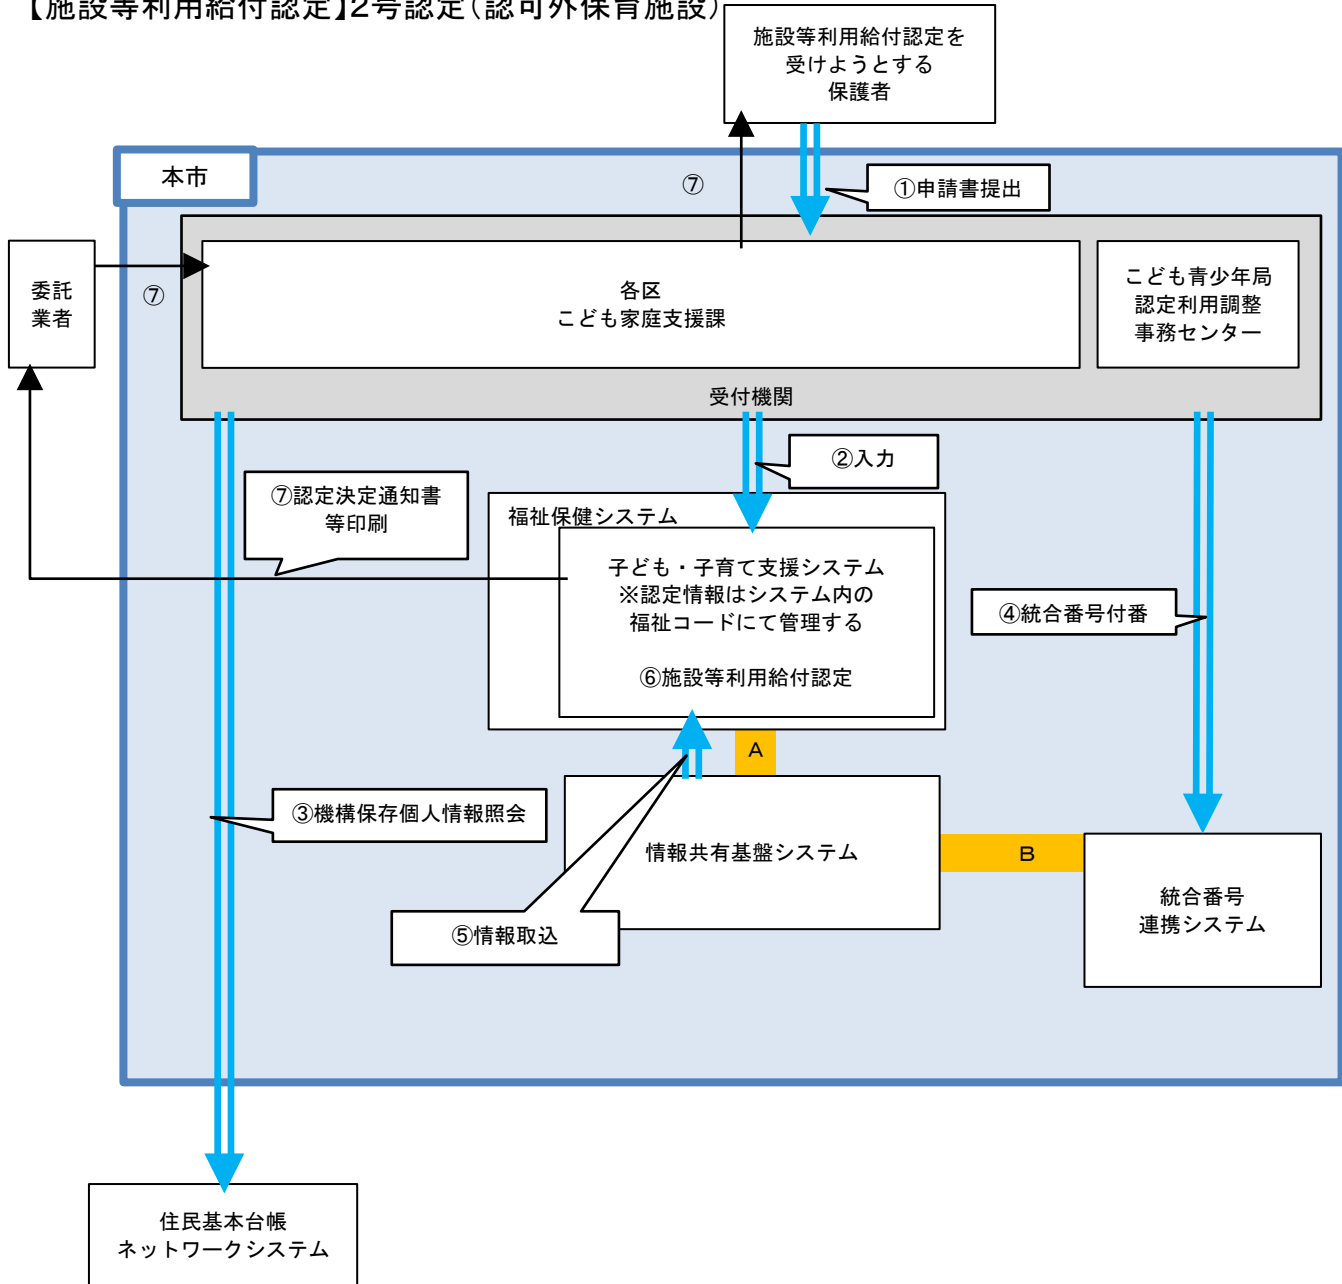 【施設等利用給付認定】2号認定（認可外保育施設）
施設等利用給付認定を
受けようとする
保護者
本市
⑦
①申請書提出
委託
業者
⑦
各区
こども家庭支援課
こども青少年局
認定利用調整
事務センター
受付機関
②入力
⑦認定決定通知書
等印刷
福祉保健システム
子ども・子育て支援システム
※認定情報はシステム内の
福祉コードにて管理する
⑥施設等利用給付認定
④統合番号付番
A
③機構保存個人情報照会
情報共有基盤システム
B
統合番号
連携システム
⑤情報取込
住民基本台帳
ネットワークシステム